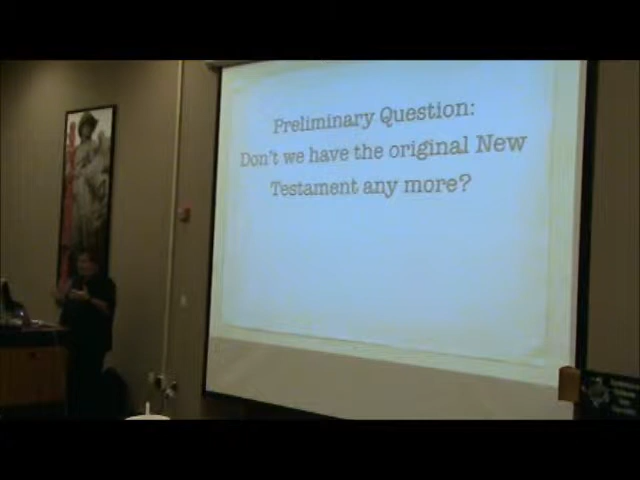 Preliminary Question:
Don't we have the original New
Testament any more?